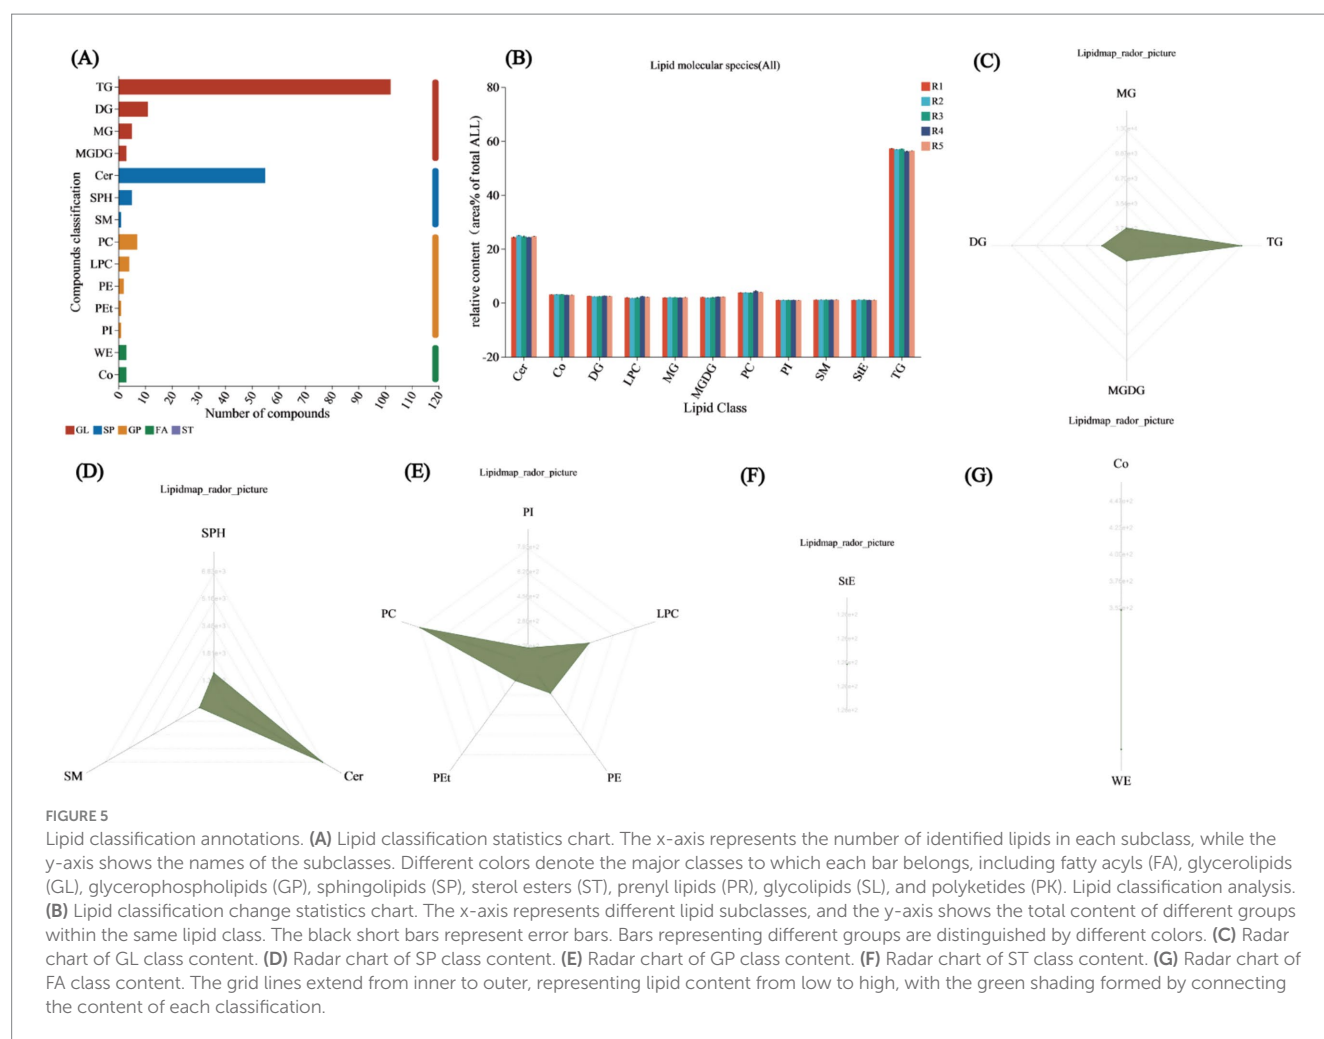 (A)
TG
DG
MG
MGDG
Cer
SPH
SM
PC
LPC
PE
PEt
PI
WE
Co
Compounds classification
0
10
20
30
40
50
60
70
80
90
100
110
120
Number of compounds
GL SP GP FA ST
(B)
Lipid molecular species(All)
80
60
40
20
0
-20
relative content（area% of total ALL）
R1
R2
R3
R4
R5
Cer
Co
DG
LPC
MG
MGDG
PC
PI
SM
StE
TG
Lipid Class
(C)
Lipidmap_rador_picture
MG
DG
TG
MGDG
(D)
Lipidmap_rador_picture
SPH
SM
Cer
(E)
Lipidmap_rador_picture
PI
PC
LPC
PEt
PE
(F)
Lipidmap_rador_picture
StE
(G)
Lipidmap_rador_picture
Co
WE
FIGURE 5
Lipid classification annotations. (A) Lipid classification statistics chart. The x-axis represents the number of identified lipids in each subclass, while the
y-axis shows the names of the subclasses. Different colors denote the major classes to which each bar belongs, including fatty acyls (FA), glycerolipids
(GL), glycerophospholipids (GP), sphingolipids (SP), sterol esters (ST), prenyl lipids (PR), glycolipids (SL), and polyketides (PK). Lipid classification analysis.
(B) Lipid classification change statistics chart. The x-axis represents different lipid subclasses, and the y-axis shows the total content of different groups
within the same lipid class. The black short bars represent error bars. Bars representing different groups are distinguished by different colors. (C) Radar
chart of GL class content. (D) Radar chart of SP class content. (E) Radar chart of GP class content. (F) Radar chart of ST class content. (G) Radar chart of
FA class content. The grid lines extend from inner to outer, representing lipid content from low to high, with the green shading formed by connecting
the content of each classification.